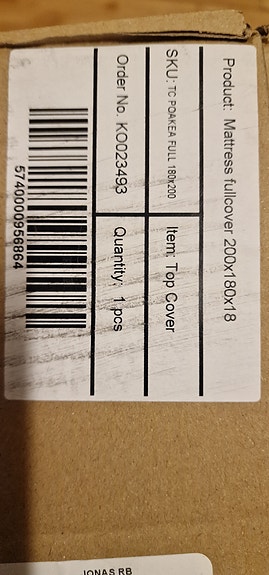 Product: Mattress fullcover 200x180x18
SKU: TC POAKEA FULL 180x200
Item: Top Cover
Order No. KO023493
Quantity: 1 pcs
5740000956864
JONAS RB